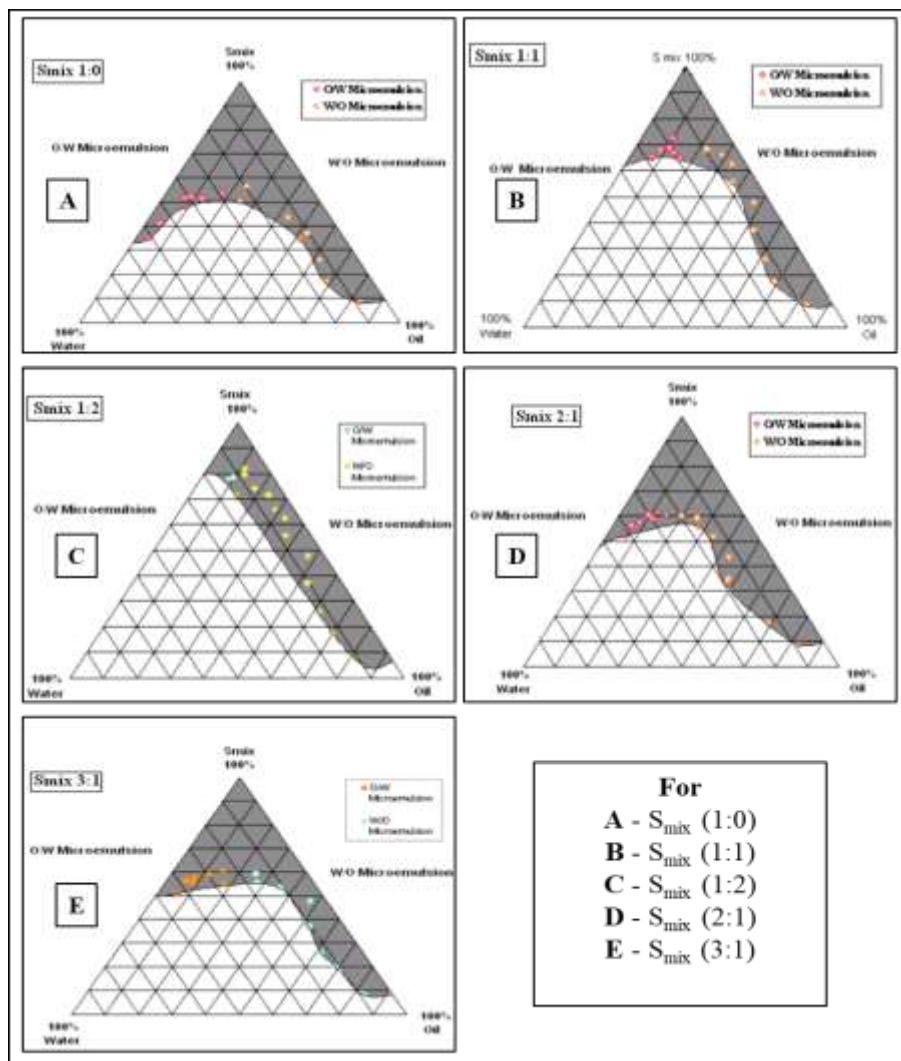 Smix
100%
Smix 1:0
O/W Microemulsion
W/O Microemulsion
O/W Microemulsion
W/O Microemulsion
A
100%
Water
100%
Oil
S mix 100%
Smix 1:1
O/W Microemulsion
W/O Microemulsion
O/W Microemulsion
W/O Microemulsion
B
100%
Water
100%
Oil
Smix
100%
Smix 1:2
O/W
Microemulsion
W/O
Microemulsion
O/W Microemulsion
W/O Microemulsion
C
100%
Water
100%
Oil
Smix
100%
Smix 2:1
O/W Microemulsion
W/O Microemulsion
O/W Microemulsion
W/O Microemulsion
D
100%
Water
100%
Oil
Smix
100%
Smix 3:1
O/W
Microemulsion
W/O
Microemulsion
O/W Microemulsion
W/O Microemulsion
E
100%
Water
100%
Oil
For
A - Smix (1:0)
B - Smix (1:1)
C - Smix (1:2)
D - Smix (2:1)
E - Smix (3:1)